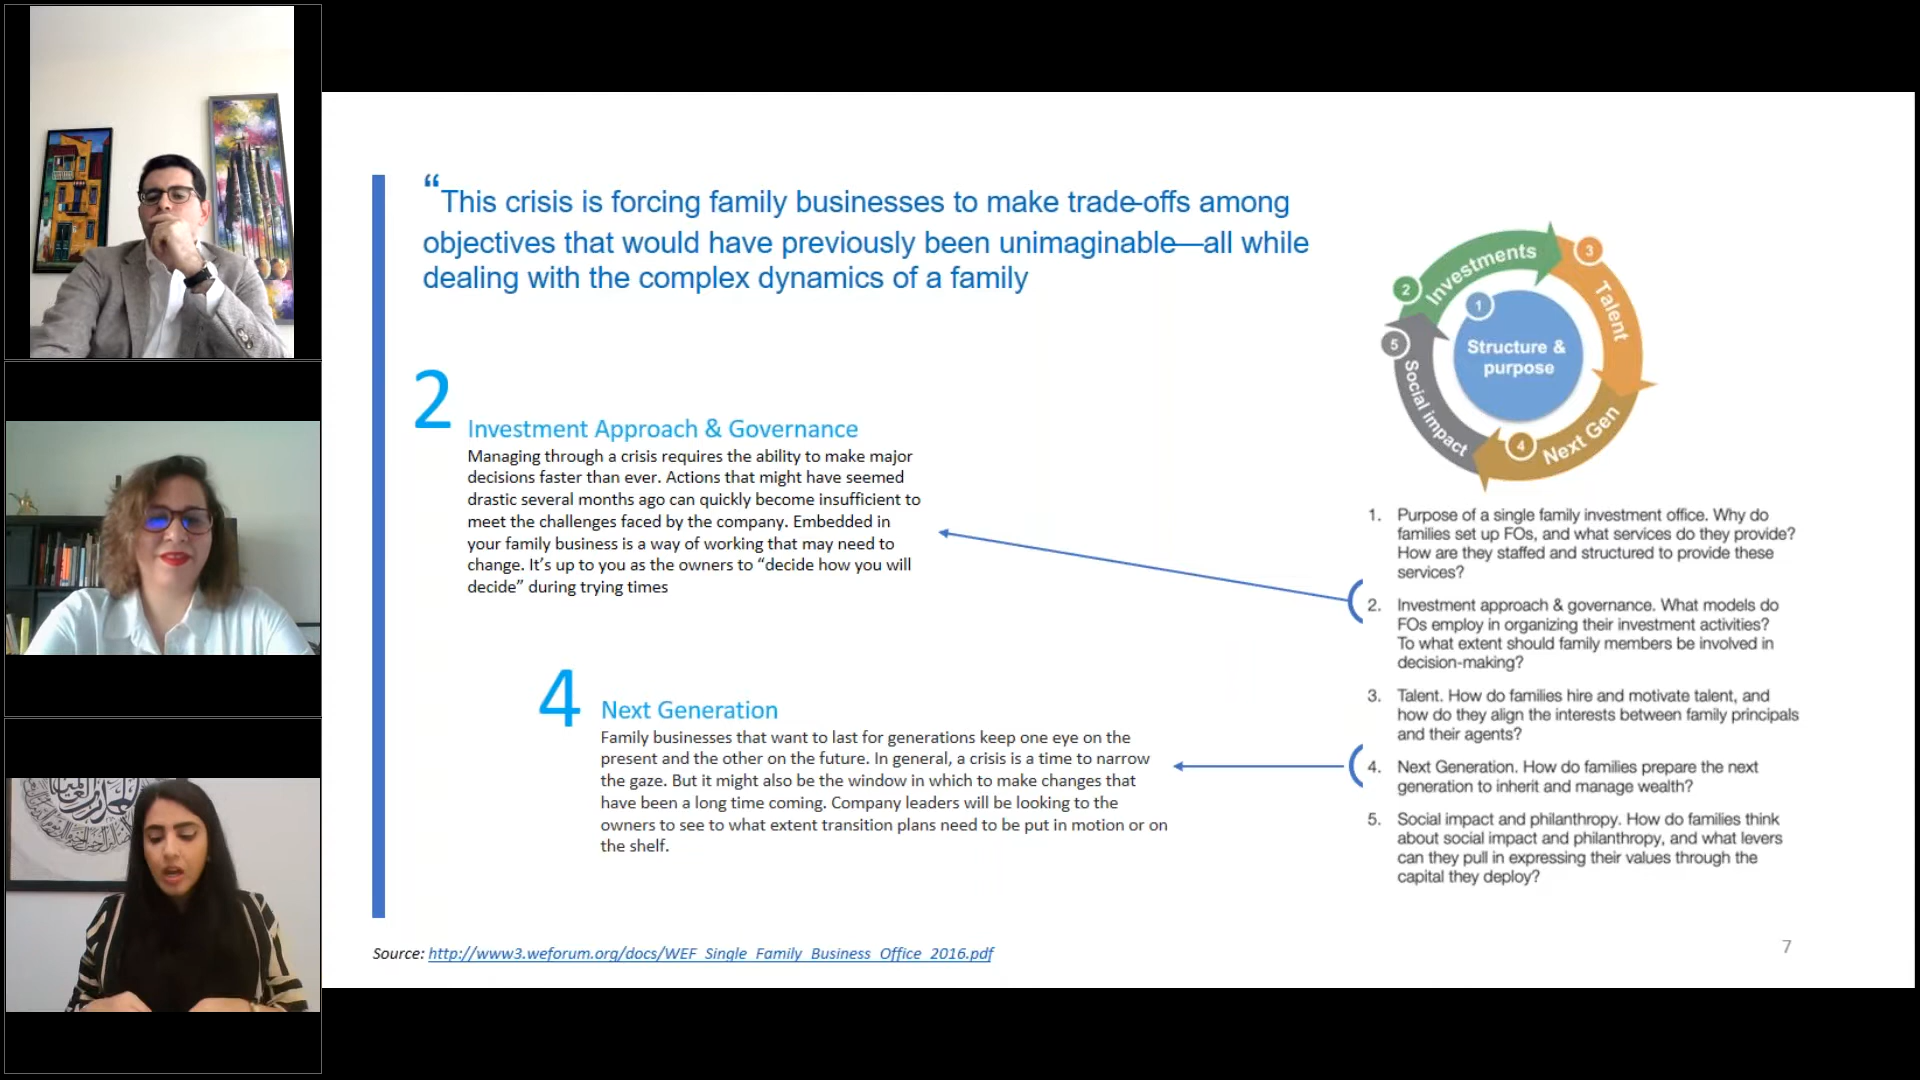 “This crisis is forcing family businesses to make trade-offs among
objectives that would have previously been unimaginable—all while
dealing with the complex dynamics of a family
2
Investment Approach & Governance
Managing through a crisis requires the ability to make major
decisions faster than ever. Actions that might have seemed
drastic several months ago can quickly become insufficient to
meet the challenges faced by the company. Embedded in
your family business is a way of working that may need to
change. It’s up to you as the owners to “decide how you will
decide” during trying times
4
Next Generation
Family businesses that want to last for generations keep one eye on the
present and the other on the future. In general, a crisis is a time to narrow
the gaze. But it might also be the window in which to make changes that
have been a long time coming. Company leaders will be looking to the
owners to see to what extent transition plans need to be put in motion or on
the shelf.
1
Structure &
purpose
2
Investments
3
Talent
4
Next Gen
5
Social impact
1. Purpose of a single family investment office. Why do
families set up FOs, and what services do they provide?
How are they staffed and structured to provide these
services?
2. Investment approach & governance. What models do
FOs employ in organizing their investment activities?
To what extent should family members be involved in
decision-making?
3. Talent. How do families hire and motivate talent, and
how do they align the interests between family principals
and their agents?
4. Next Generation. How do families prepare the next
generation to inherit and manage wealth?
5. Social impact and philanthropy. How do families think
about social impact and philanthropy, and what levers
can they pull in expressing their values through the
capital they deploy?
Source: http://www3.weforum.org/docs/WEF_Single_Family_Business_Office_2016.pdf
7